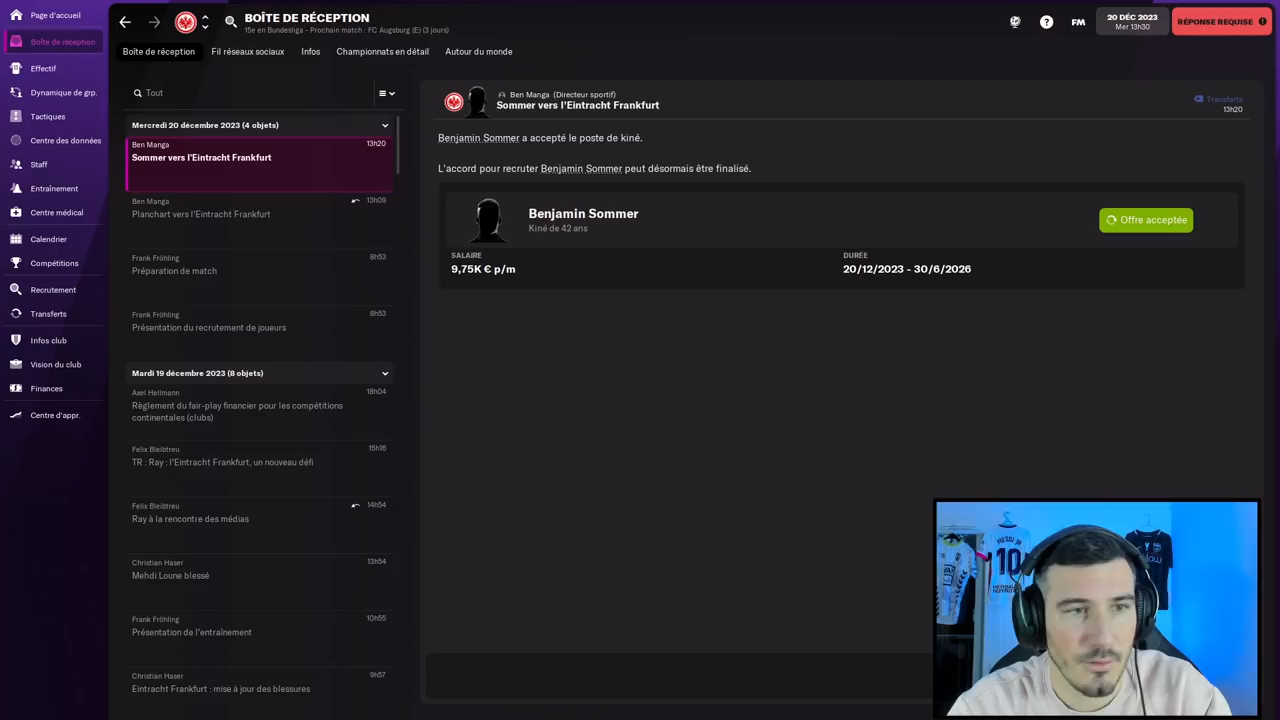 Page d'accueil
Boîte de réception
Effectif
Dynamique de grp.
Tactiques
Centre des données
Staff
Entraînement
Centre médical
Calendrier
Compétitions
Recrutement
Transferts
Infos club
Vision du club
Finances
Centre d'appr.
BOÎTE DE RÉCEPTION
15e en Bundesliga - Prochain match : FC Augsburg (E) (3 jours)
FM
20 DÉC 2023
Mer 13h30
RÉPONSE REQUISE
Boîte de réception
Fil réseaux sociaux
Infos
Championnats en détail
Autour du monde
Tout
Mercredi 20 décembre 2023 (4 objets)
Ben Manga 13h20
Sommer vers l'Eintracht Frankfurt
Ben Manga 13h09
Planchart vers l'Eintracht Frankfurt
Frank Fröhling 8h53
Préparation de match
Frank Fröhling 8h53
Présentation du recrutement de joueurs
Mardi 19 décembre 2023 (8 objets)
Axel Hellmann 18h04
Règlement du fair-play financier pour les compétitions
continentales (clubs)
Felix Bleibtreu 15h16
TR : Ray : l'Eintracht Frankfurt, un nouveau défi
Felix Bleibtreu 14h54
Ray à la rencontre des médias
Christian Haser 13h54
Mehdi Loune blessé
Frank Fröhling 10h55
Présentation de l'entraînement
Christian Haser 9h57
Eintracht Frankfurt : mise à jour des blessures
Ben Manga (Directeur sportif)
Sommer vers l'Eintracht Frankfurt
Transferts
13h20
Benjamin Sommer a accepté le poste de kiné.
L'accord pour recruter Benjamin Sommer peut désormais être finalisé.
Benjamin Sommer
Kiné de 42 ans
Offre acceptée
SALAIRE
9,75K € p/m
DURÉE
20/12/2023 - 30/6/2026
MESSI JR
10